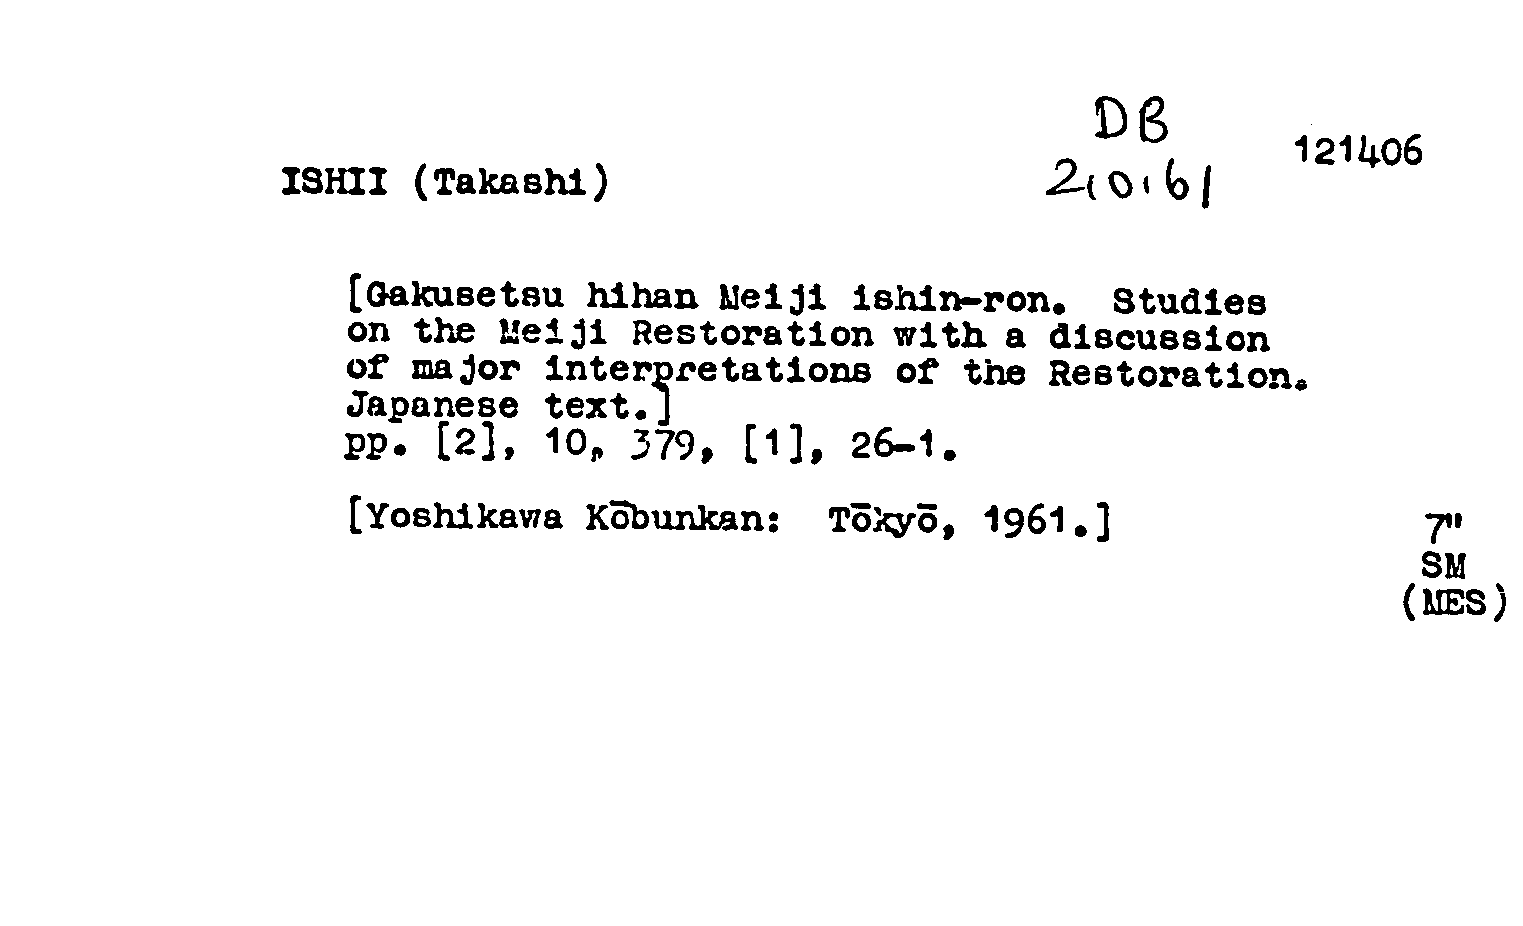 DB
121406
ISHII (Takashi)
2.0.61
[Gakusetsu hihan Meiji ishin-ron.  Studies
on the Meiji Restoration with a discussion
of major interpretations of the Restoration.
Japanese text.]
pp. [2], 10, 379, [1], 26-1.
[Yoshikawa Kōbunkan:  Tōkyō, 1961.]
7"
SM
(MES)